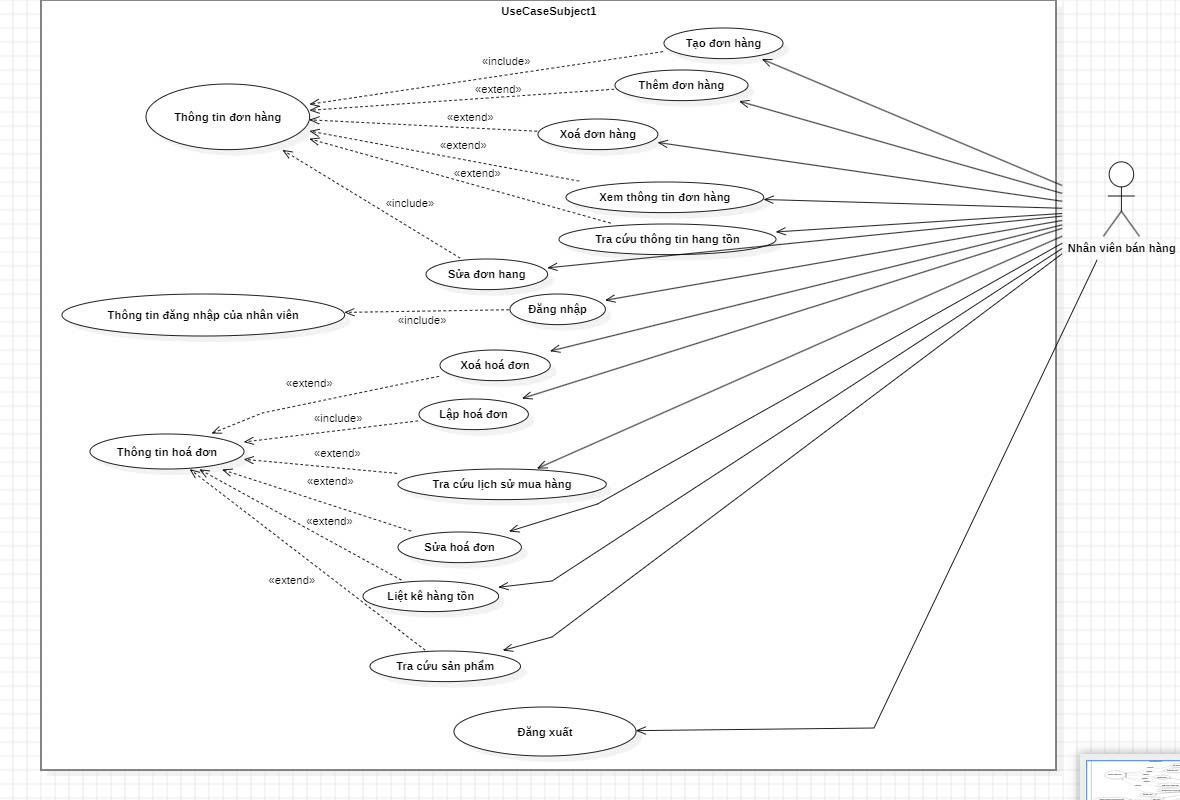 UseCaseSubject1
Tạo đơn hàng
«include»
Thêm đơn hàng
«extend»
Thông tin đơn hàng
«extend»
Xoá đơn hàng
«extend»
«extend»
Xem thông tin đơn hàng
«include»
Tra cứu thông tin hang tồn
Nhân viên bán hàng
Sửa đơn hang
Thông tin đăng nhập của nhân viên
Đăng nhập
«include»
Xoá hoá đơn
«extend»
Lập hoá đơn
«include»
Thông tin hoá đơn
«extend»
Tra cứu lịch sử mua hàng
«extend»
«extend»
Sửa hoá đơn
«extend»
Liệt kê hàng tồn
Tra cứu sản phẩm
Đăng xuất